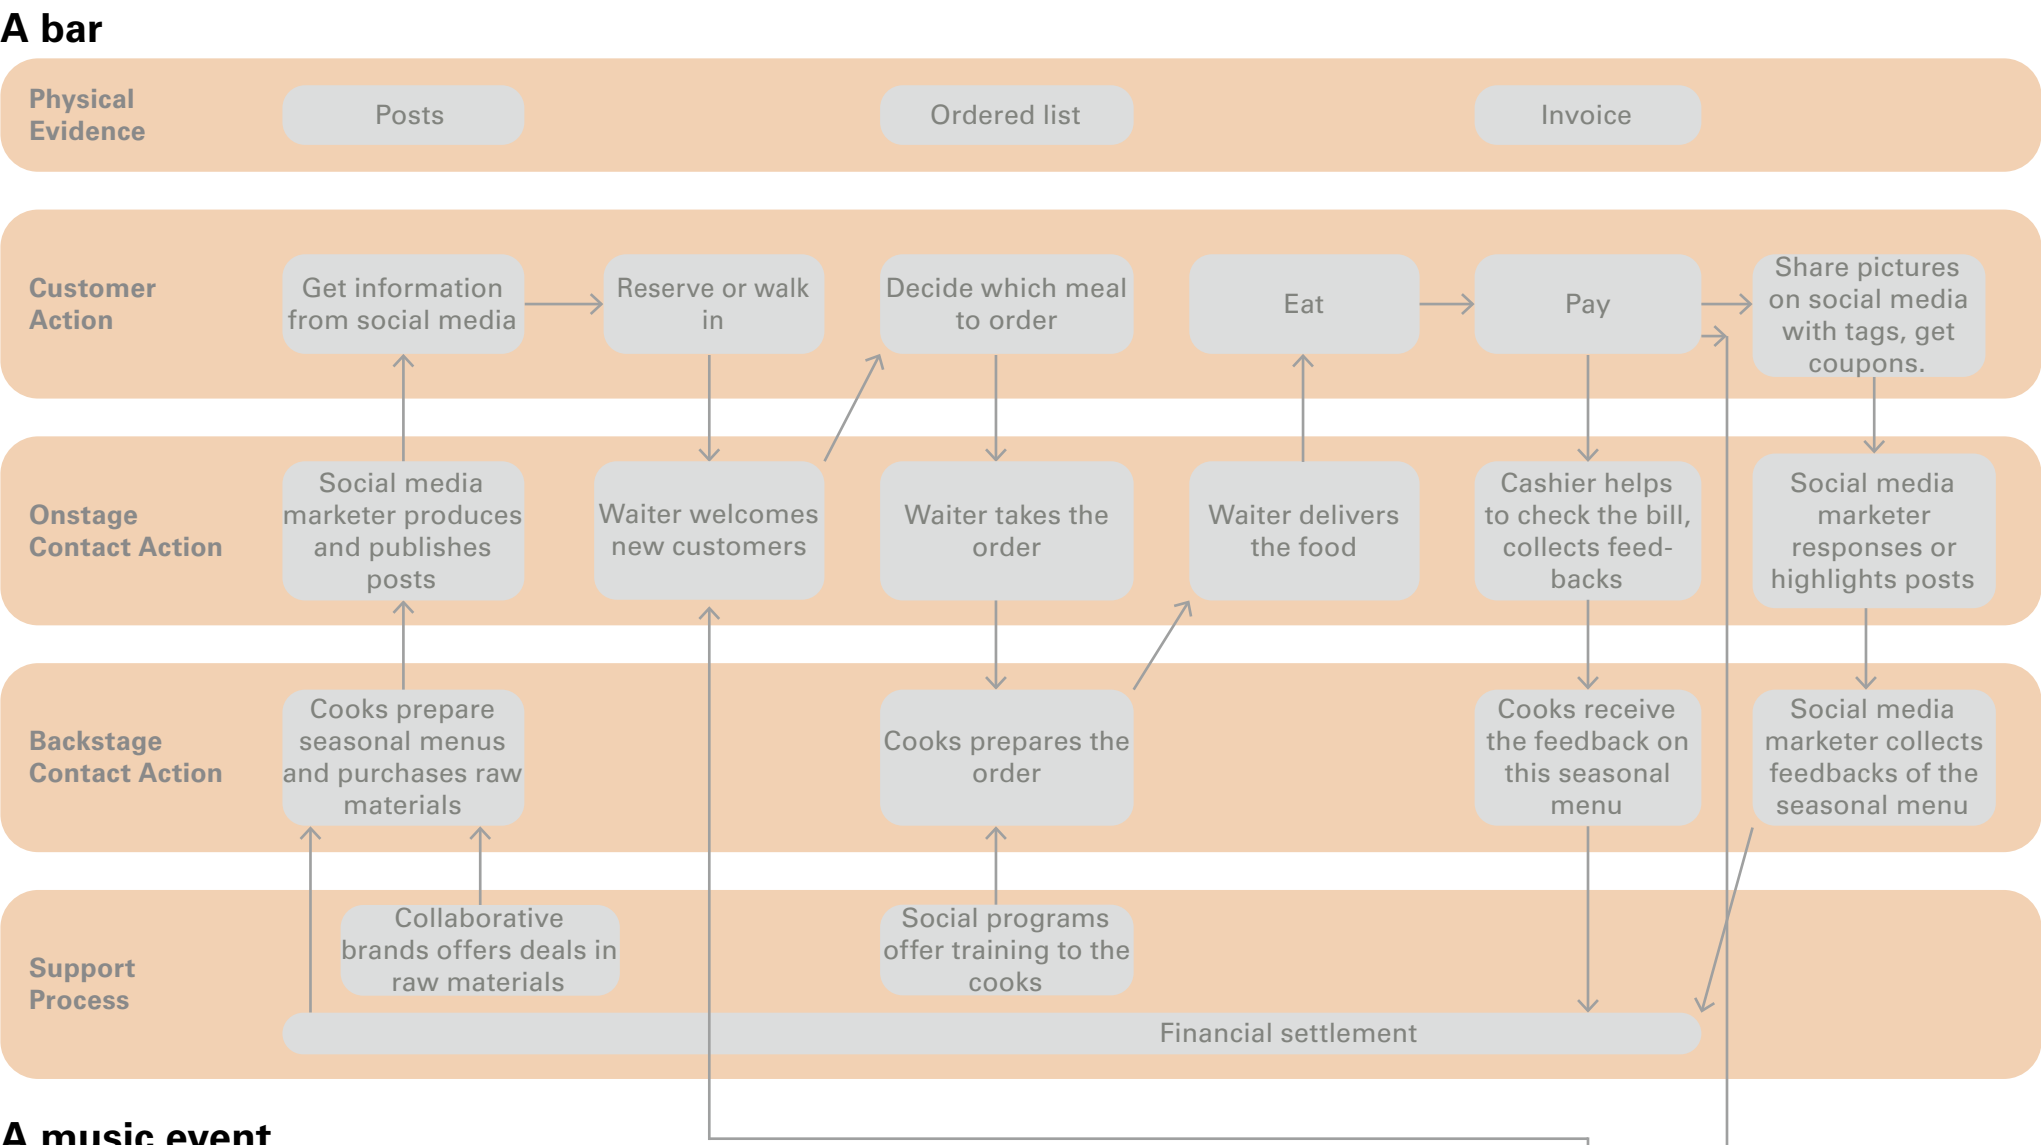 A bar
Physical
Evidence
Posts
Ordered list
Invoice
Customer
Action
Get information
from social media
Reserve or walk
in
Decide which meal
to order
Eat
Pay
Share pictures
on social media
with tags, get
coupons.
Onstage
Contact Action
Social media
marketer produces
and publishes
posts
Waiter welcomes
new customers
Waiter takes the
order
Waiter delivers
the food
Cashier helps
to check the bill,
collects feed-
backs
Social media
marketer
responses or
highlights posts
Backstage
Contact Action
Cooks prepare
seasonal menus
and purchases raw
materials
Cooks prepares the
order
Cooks receive
the feedback on
this seasonal
menu
Social media
marketer collects
feedbacks of the
seasonal menu
Support
Process
Collaborative
brands offers deals in
raw materials
Social programs
offer training to the
cooks
Financial settlement
A music event